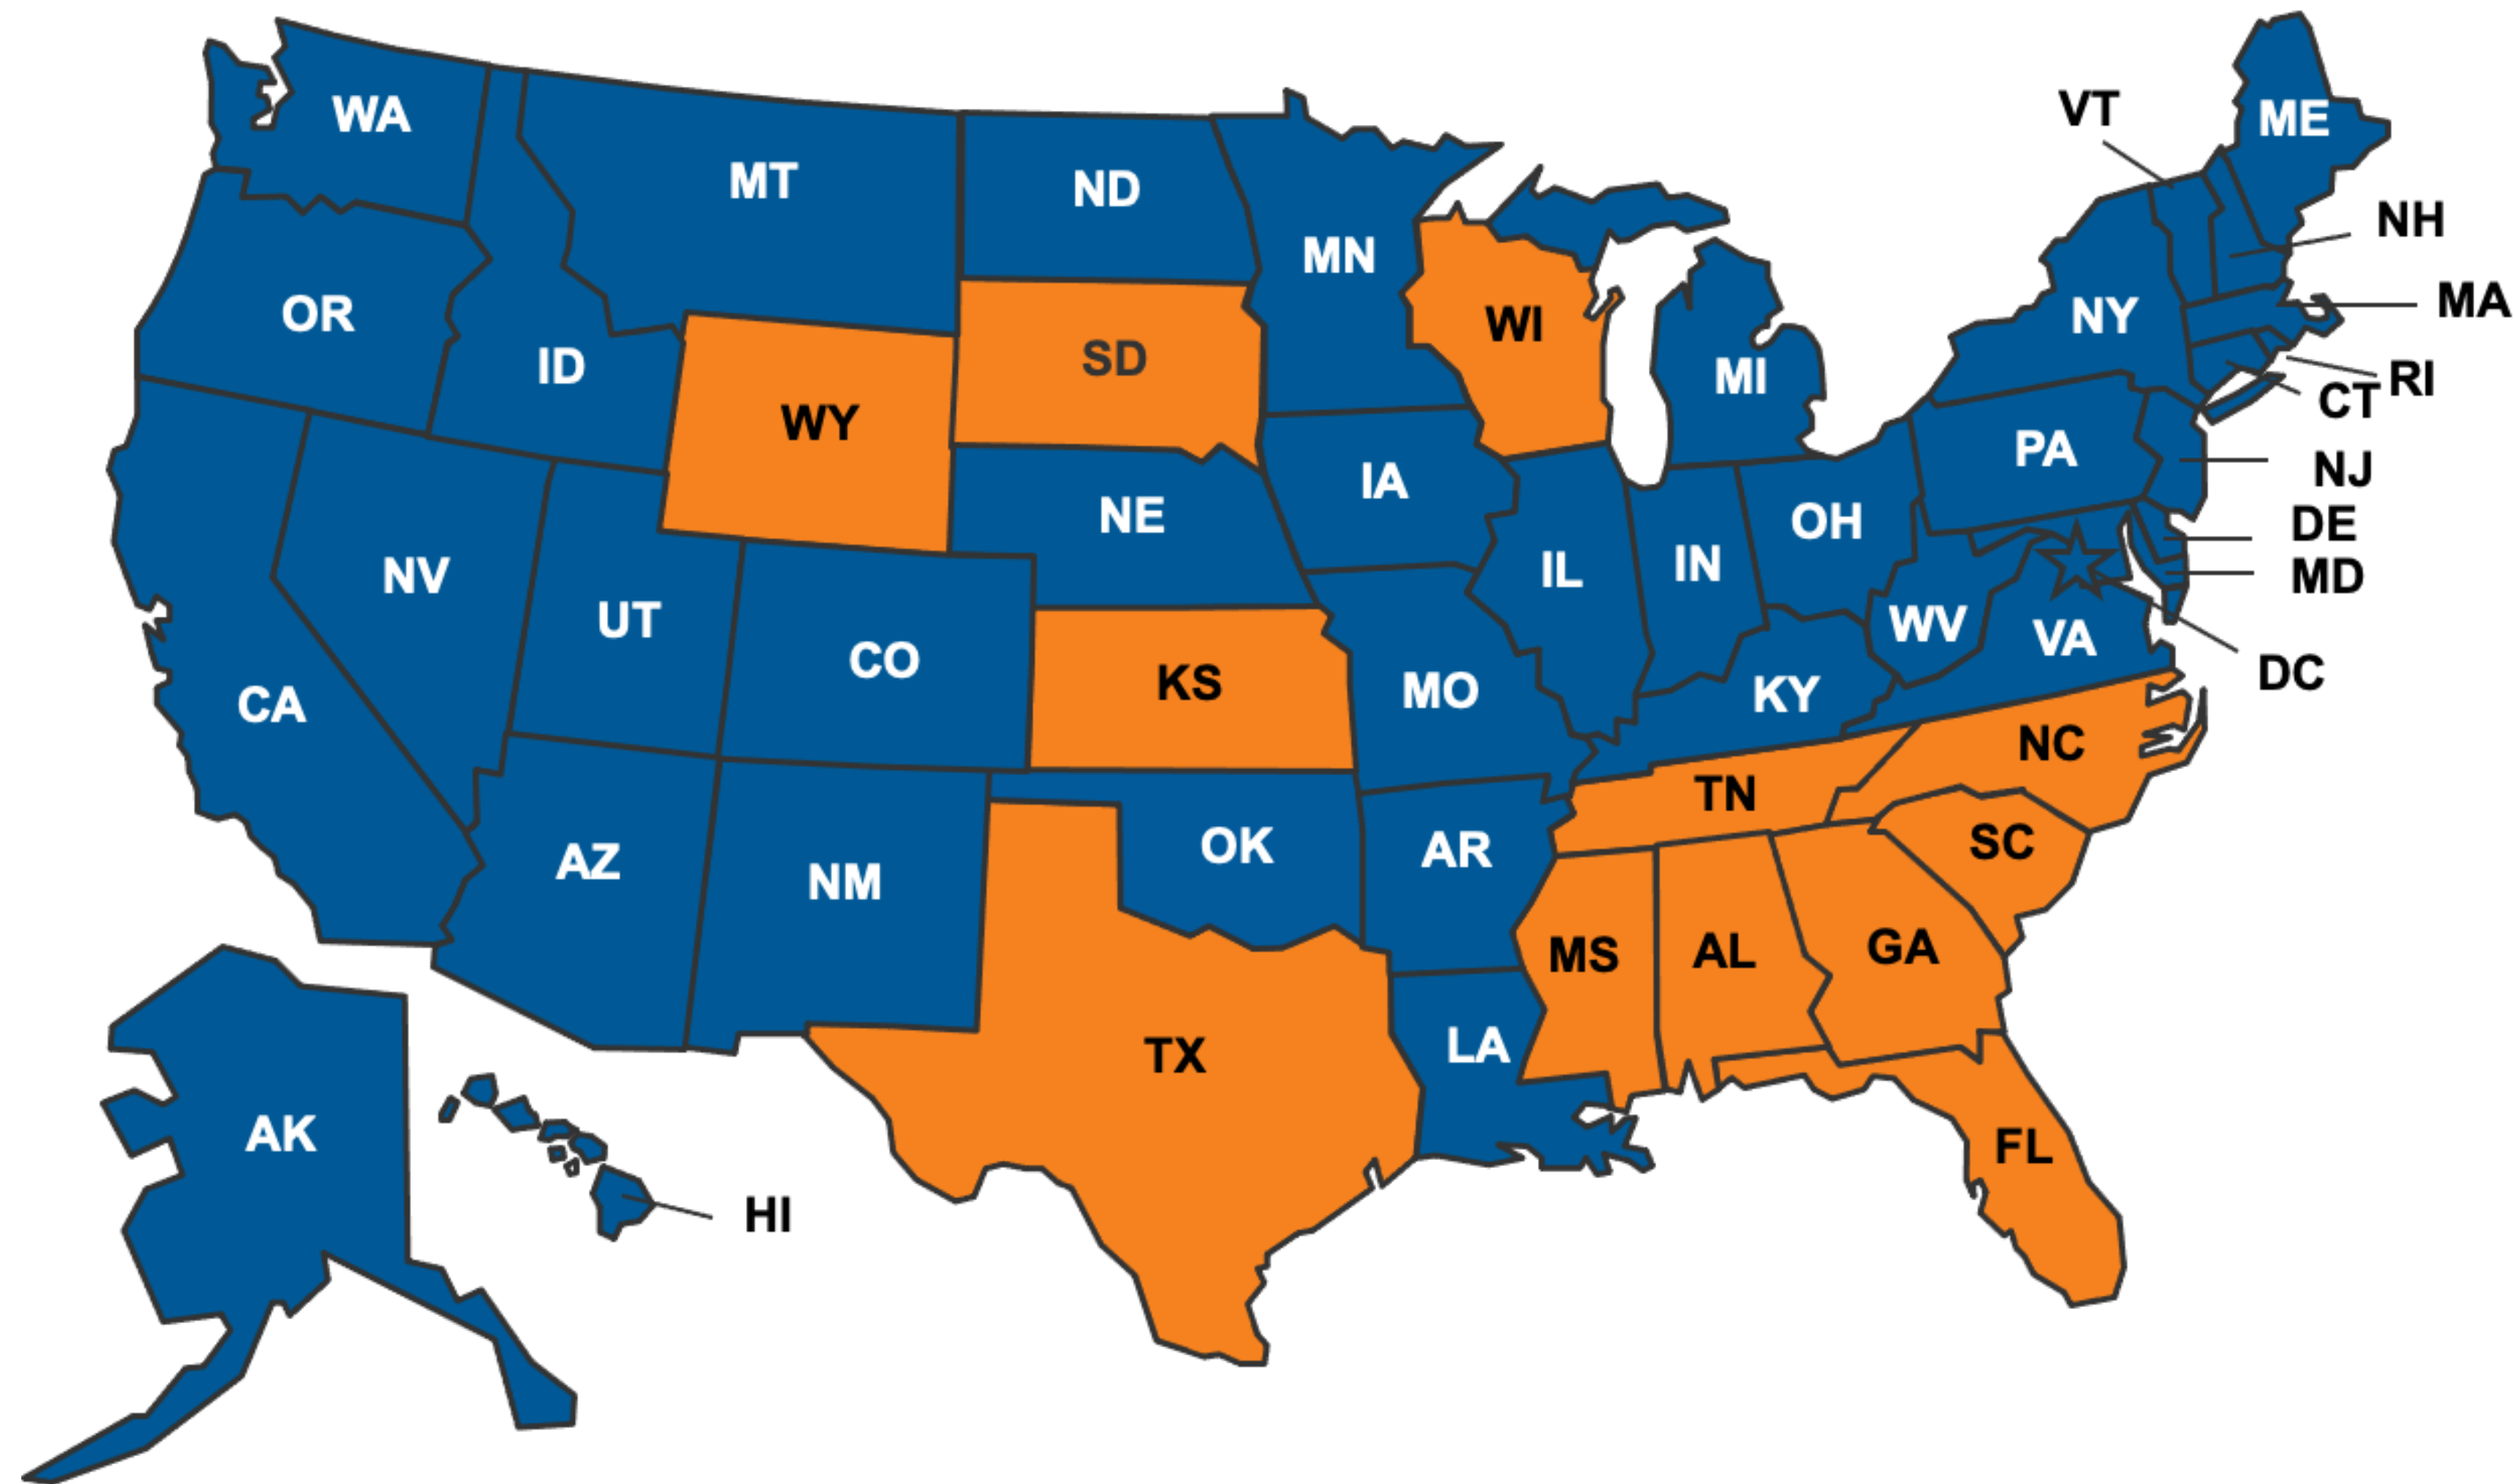 WA
MT
ND
MN
VT
ME
NH
MA
OR
ID
WY
SD
WI
MI
NY
RI
CT
PA
NJ
NV
UT
CO
NE
IA
IL
IN
OH
DE
MD
WV
VA
DC
CA
KS
MO
KY
NC
TN
SC
AZ
NM
OK
AR
MS
AL
GA
TX
LA
FL
AK
HI